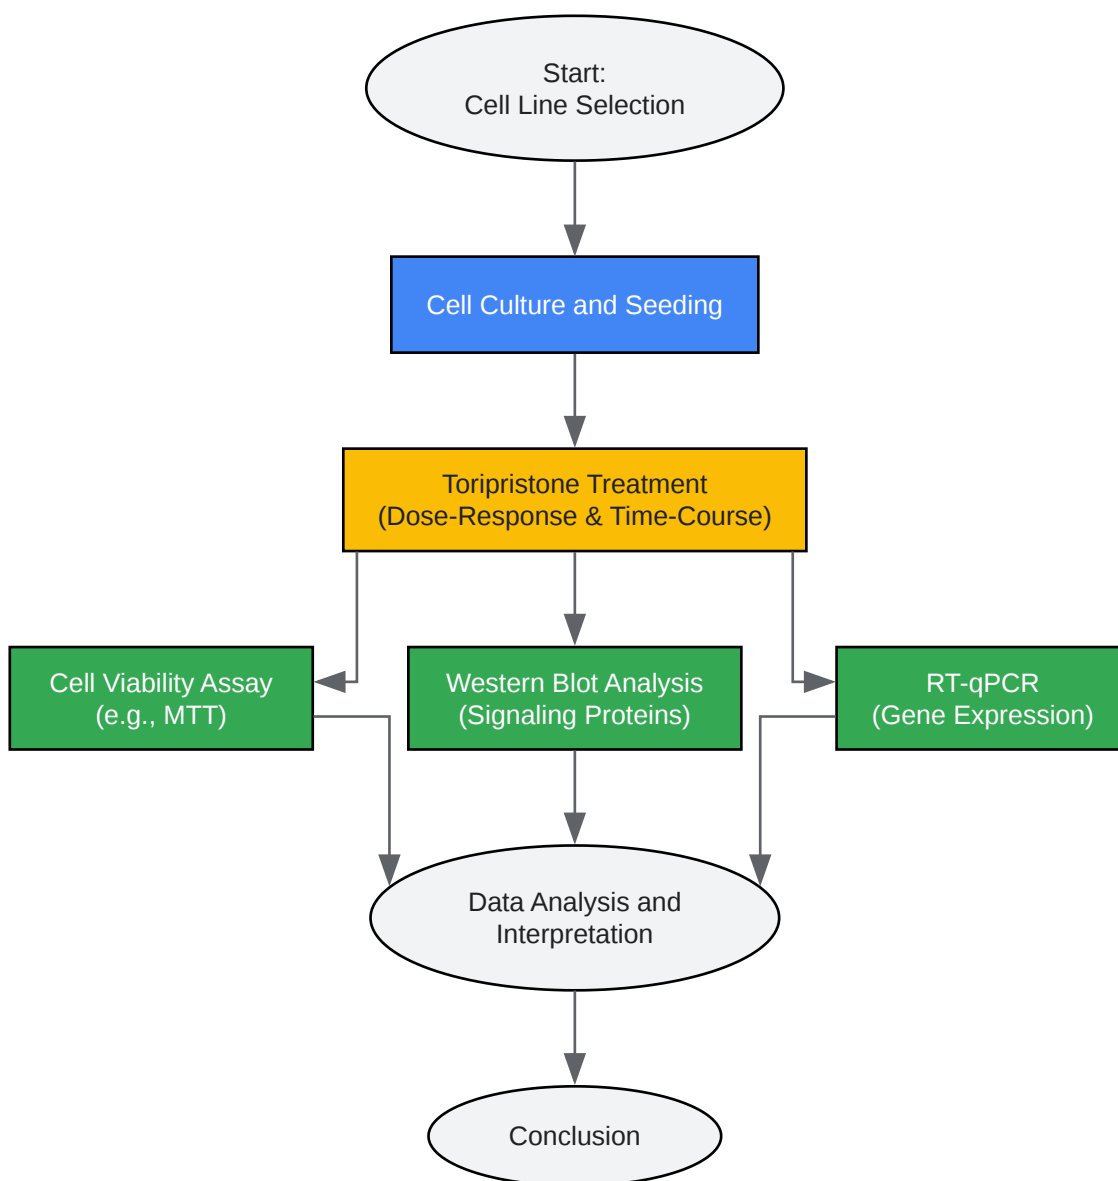 Start:
Cell Line Selection
Cell Culture and Seeding
Toripristone Treatment
(Dose-Response & Time-Course)
Cell Viability Assay
(e.g., MTT)
Western Blot Analysis
(Signaling Proteins)
RT-qPCR
(Gene Expression)
Data Analysis and
Interpretation
Conclusion